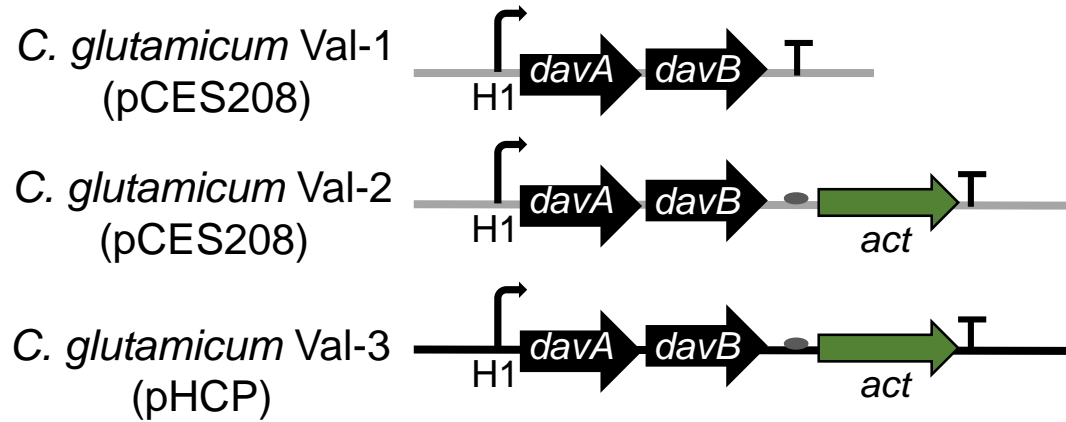 C. glutamicum Val-1
(pCES208)
H1
davA
davB
T
C. glutamicum Val-2
(pCES208)
H1
davA
davB
act
T
C. glutamicum Val-3
(pHCP)
H1
davA
davB
act
T